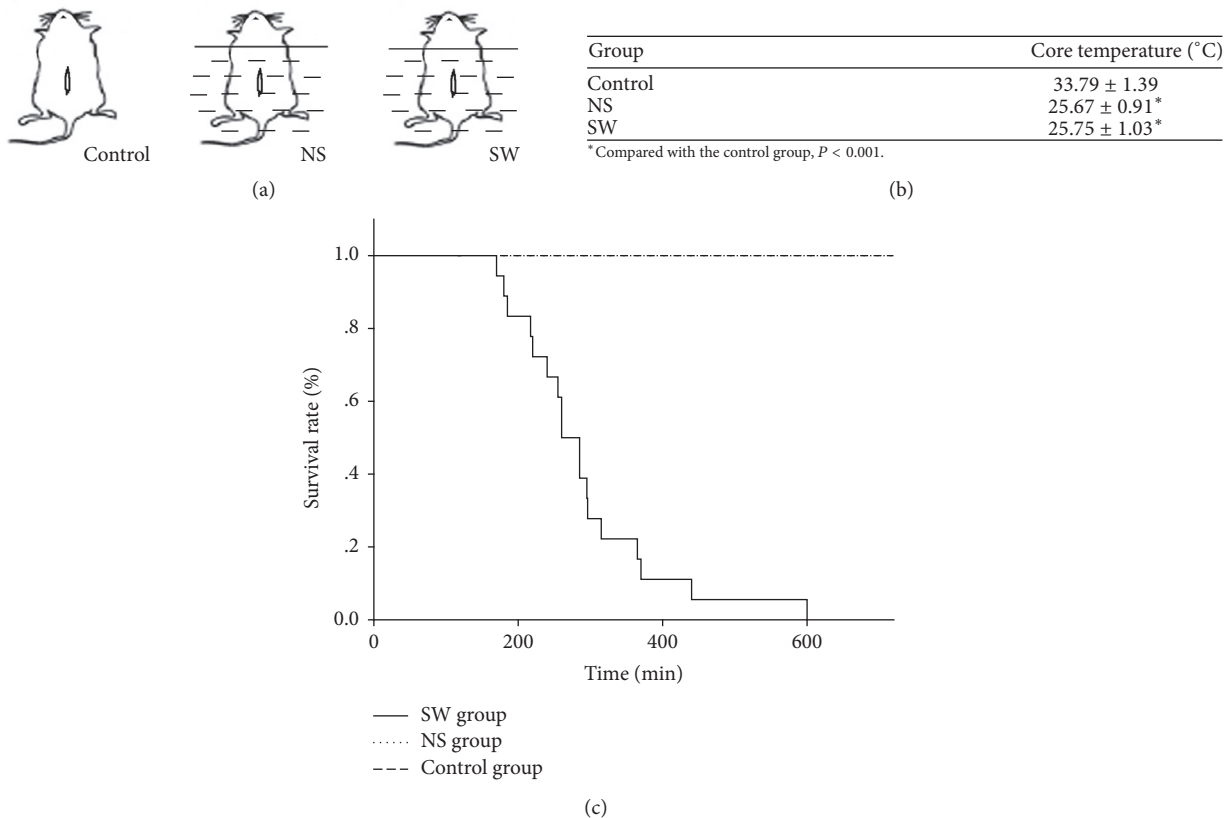 Control
NS
SW
(a)
Group Core temperature (°C)
Control 33.79 ± 1.39
NS 25.67 ± 0.91*
SW 25.75 ± 1.03*
*Compared with the control group, P < 0.001.
(b)
1.0
.8
.6
.4
.2
0.0
Survival rate (%)
0 200 400 600
Time (min)
SW group
NS group
Control group
(c)